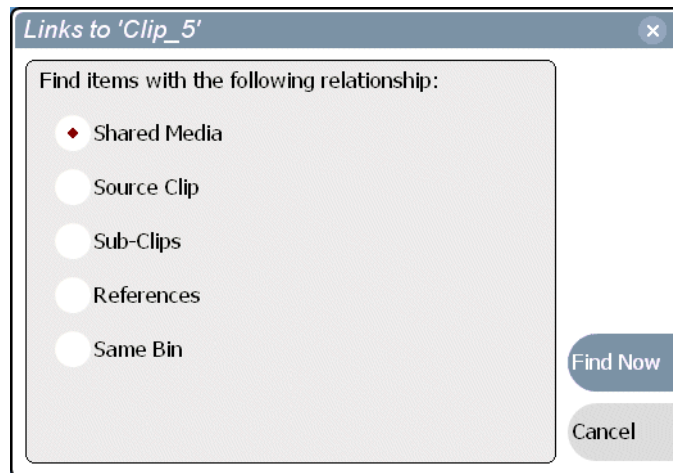 Links to 'Clip_5'
Find items with the following relationship:
Shared Media
Source Clip
Sub-Clips
References
Same Bin
Find Now
Cancel